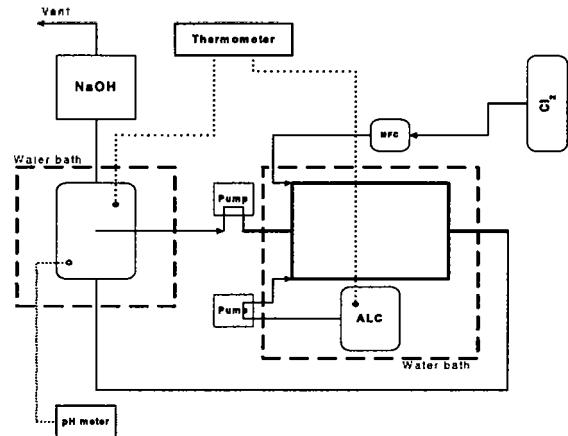 Vent
Thermometer
NaOH
Cl2
MFC
Water bath
Pump
Pump
ALC
Water bath
pH meter